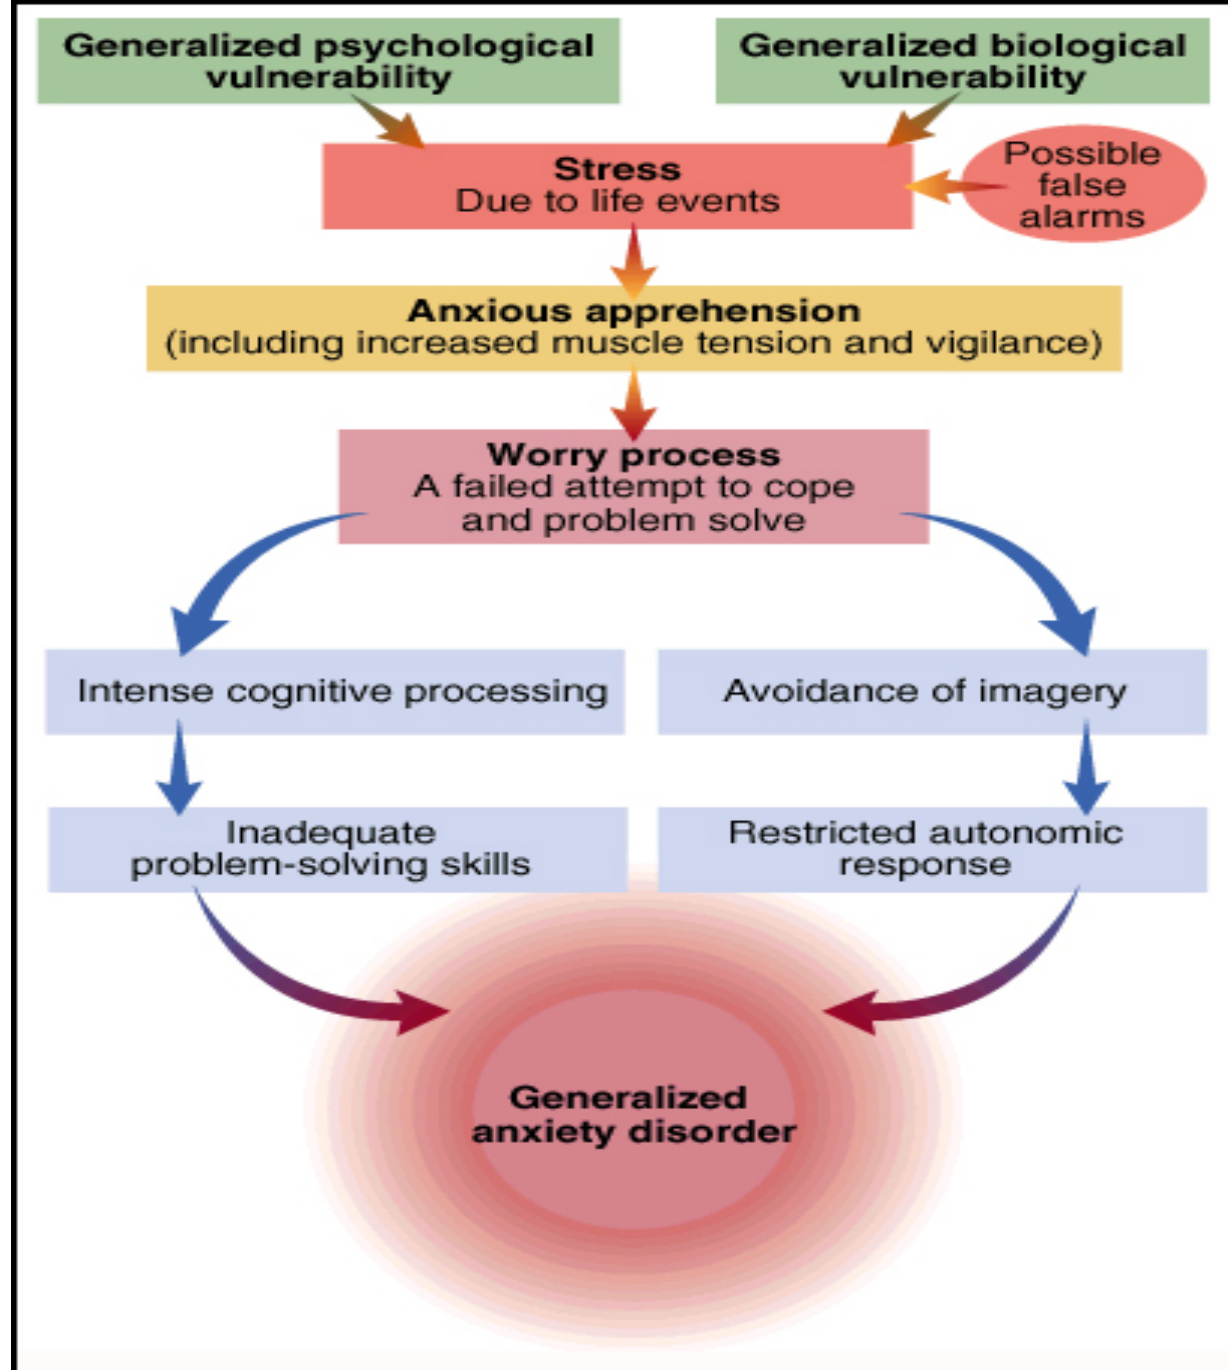 Generalized psychological
vulnerability
Generalized biological
vulnerability
Stress
Due to life events
Possible
false
alarms
Anxious apprehension
(including increased muscle tension and vigilance)
Worry process
A failed attempt to cope
and problem solve
Intense cognitive processing
Avoidance of imagery
Inadequate
problem-solving skills
Restricted autonomic
response
Generalized
anxiety disorder